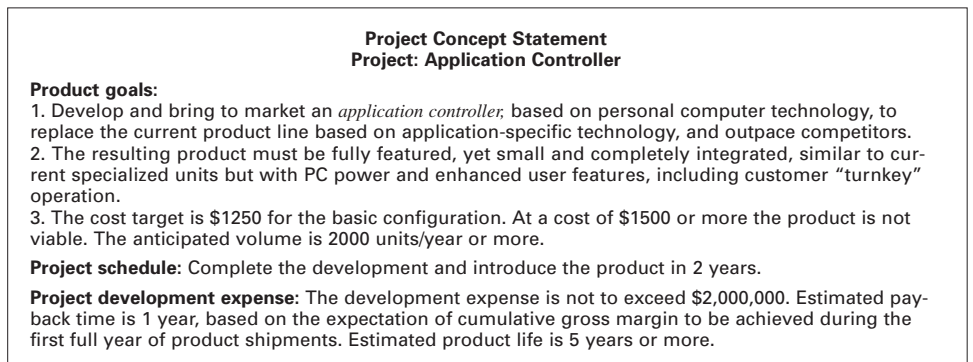 Project Concept Statement
Project: Application Controller
Product goals:
1. Develop and bring to market an application controller, based on personal computer technology, to
replace the current product line based on application-specific technology, and outpace competitors.
2. The resulting product must be fully featured, yet small and completely integrated, similar to cur-
rent specialized units but with PC power and enhanced user features, including customer “turnkey”
operation.
3. The cost target is $1250 for the basic configuration. At a cost of $1500 or more the product is not
viable. The anticipated volume is 2000 units/year or more.
Project schedule: Complete the development and introduce the product in 2 years.
Project development expense: The development expense is not to exceed $2,000,000. Estimated pay-
back time is 1 year, based on the expectation of cumulative gross margin to be achieved during the
first full year of product shipments. Estimated product life is 5 years or more.